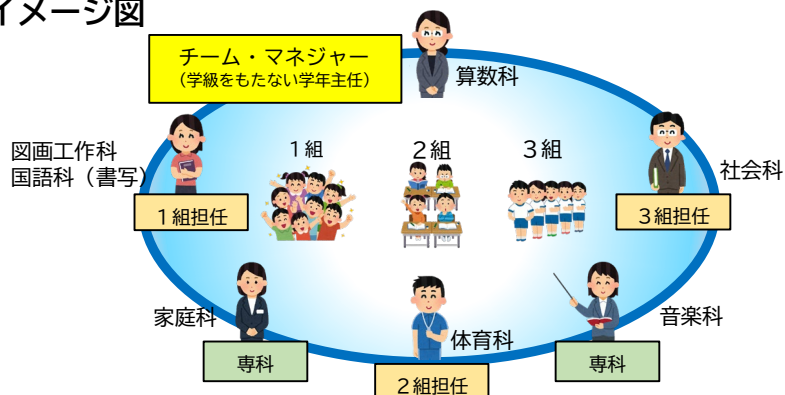 イメージ図
チーム・マネジャー
（学級をもたない学年主任）
算数科
図画工作科
国語科（書写）
１組
２組
３組
社会科
１組担任
３組担任
家庭科
体育科
音楽科
専科
２組担任
専科